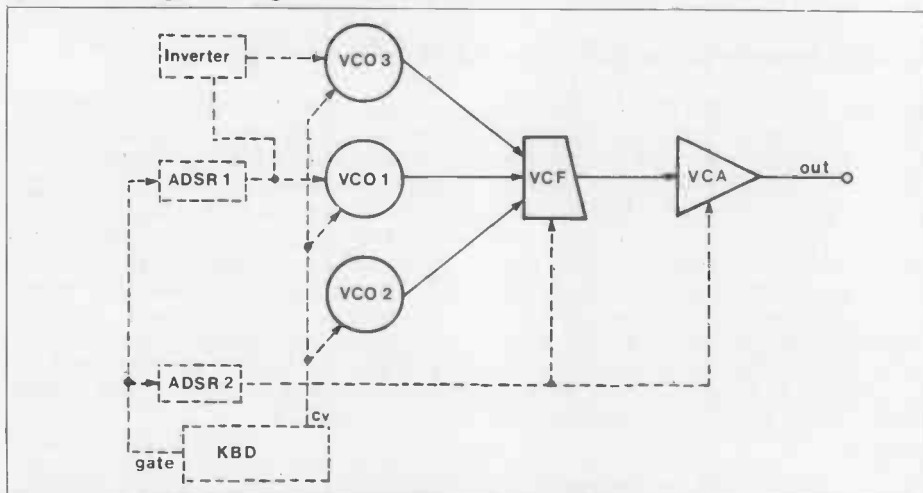 Inverter
VCO 3
ADSR 1
VCO 1
VCF
VCA
out
VCO 2
ADSR 2
Cv
gate
KBD